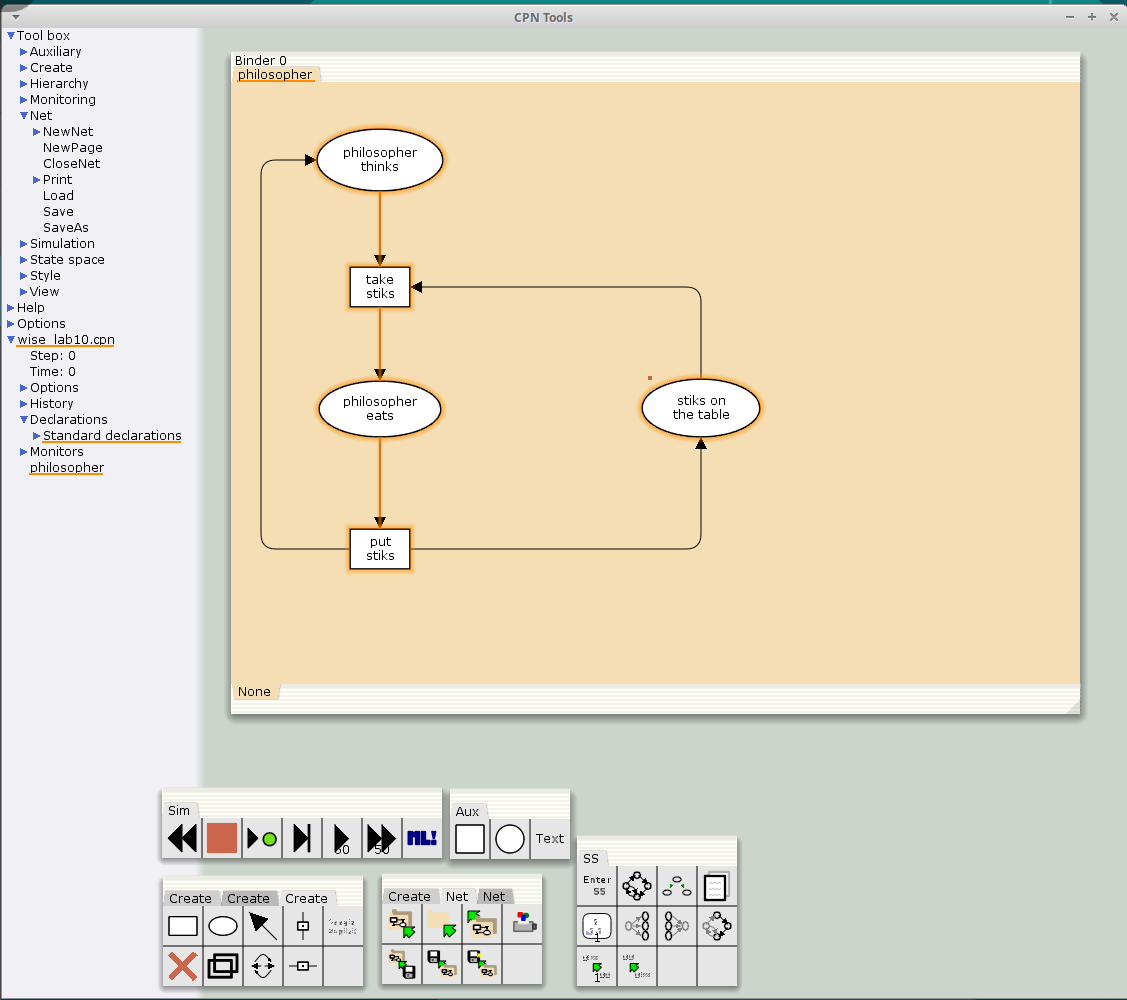 CPN Tools
Tool box
Auxiliary
Create
Hierarchy
Monitoring
Net
NewNet
NewPage
CloseNet
Print
Load
Save
SaveAs
Simulation
State space
Style
View
Help
Options
wise_lab10.cpn
Step: 0
Time: 0
Options
History
Declarations
Standard declarations
Monitors
philosopher
Binder 0
philosopher
philosopher
thinks
take
stiks
philosopher
eats
stiks on
the table
put
stiks
None
Sim
50
ML!
Aux
Text
SS
Enter
SS
1
1
Create
Create
Create
Create
Net
Net